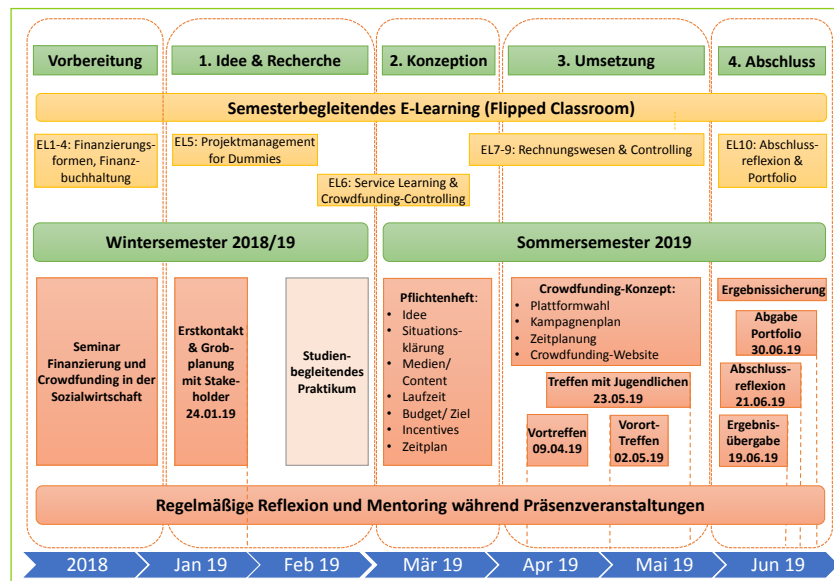 Vorbereitung
1. Idee & Recherche
2. Konzeption
3. Umsetzung
4. Abschluss
Semesterbegleitendes E-Learning (Flipped Classroom)
EL1-4: Finanzierungs-
formen, Finanz-
buchhaltung
EL5: Projektmanagement
for Dummies
EL6: Service Learning &
Crowdfunding-Controlling
EL7-9: Rechnungswesen & Controlling
EL10: Abschluss-
reflexion &
Portfolio
Wintersemester 2018/19
Sommersemester 2019
Seminar
Finanzierung und
Crowdfunding in der
Sozialwirtschaft
Erstkontakt
& Grob-
planung
mit Stake-
holder
24.01.19
Studien-
begleitendes
Praktikum
Pflichtenheft:
• Idee
• Situations-
klärung
• Medien/
Content
• Laufzeit
• Budget/ Ziel
• Incentives
• Zeitplan
Crowdfunding-Konzept:
• Plattformwahl
• Kampagnenplan
• Zeitplanung
• Crowdfunding-Website
Treffen mit Jugendlichen
23.05.19
Vortreffen
09.04.19
Vorort-
Treffen
02.05.19
Ergebnissicherung
Abgabe
Portfolio
30.06.19
Abschluss-
reflexion
21.06.19
Ergebnis-
übergabe
19.06.19
Regelmäßige Reflexion und Mentoring während Präsenzveranstaltungen
2018
Jan 19
Feb 19
Mär 19
Apr 19
Mai 19
Jun 19